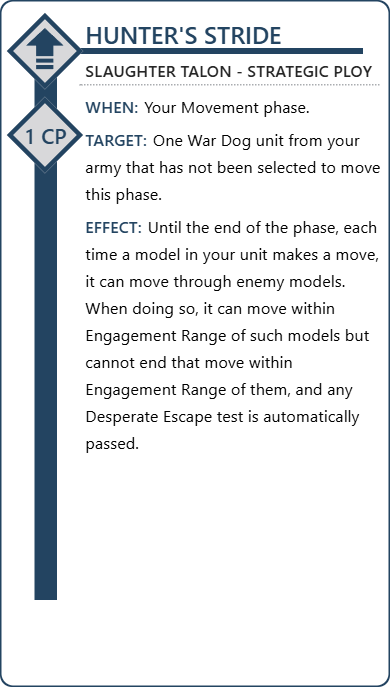 HUNTER'S STRIDE
SLAUGHTER TALON - STRATEGIC PLOY
1 CP
WHEN: Your Movement phase.
TARGET: One War Dog unit from your
army that has not been selected to move
this phase.
EFFECT: Until the end of the phase, each
time a model in your unit makes a move,
it can move through enemy models.
When doing so, it can move within
Engagement Range of such models but
cannot end that move within
Engagement Range of them, and any
Desperate Escape test is automatically
passed.